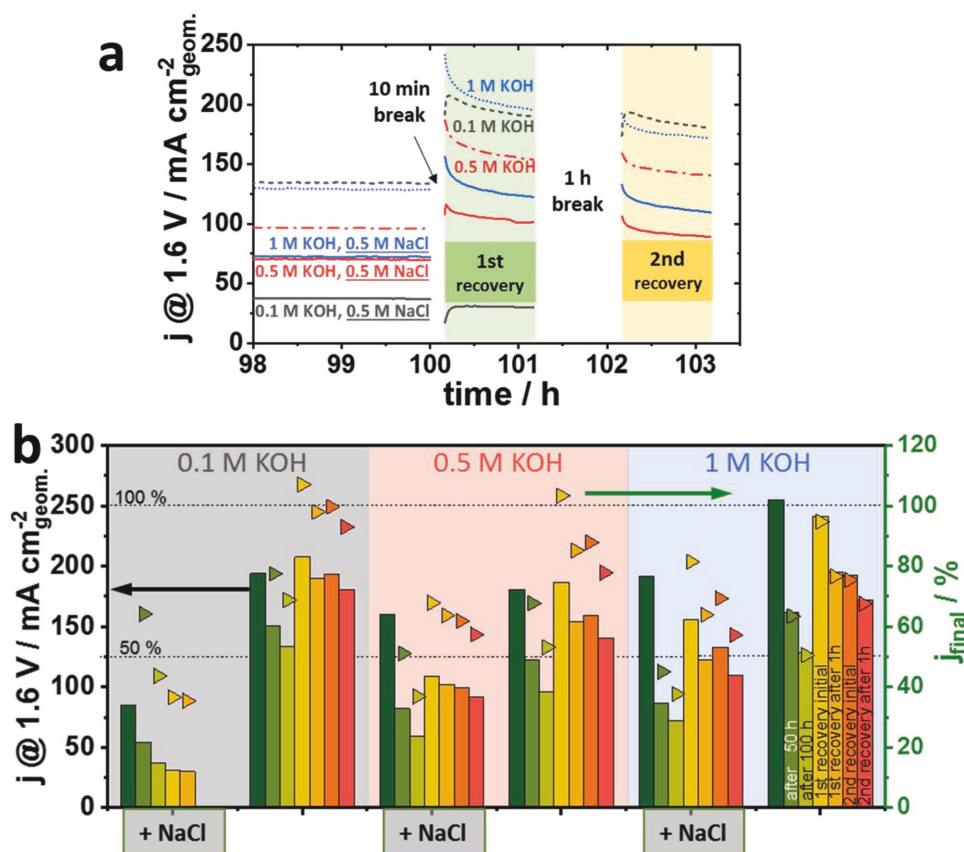 a
j @ 1.6 V / mA cm⁻²geom.
250
200
150
100
50
0
10 min
break
1 M KOH
0.1 M KOH
0.5 M KOH
1 h
break
1 M KOH, 0.5 M NaCl
0.5 M KOH, 0.5 M NaCl
0.1 M KOH, 0.5 M NaCl
1st
recovery
2nd
recovery
98 99 100 101 102 103
time / h
b
j @ 1.6 V / mA cm⁻²geom.
300
250
200
150
100
50
0
0.1 M KOH
0.5 M KOH
1 M KOH
100 %
50 %
after 50 h
after 100 h
1st recovery initial
1st recovery after 1h
2nd recovery initial
2nd recovery after 1h
120
100
80
60
40
20
0
jfinal / %
+ NaCl
+ NaCl
+ NaCl